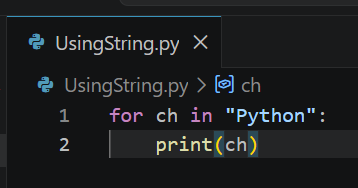 UsingString.py
UsingString.py > ch
1 for ch in "Python":
2     print(ch)